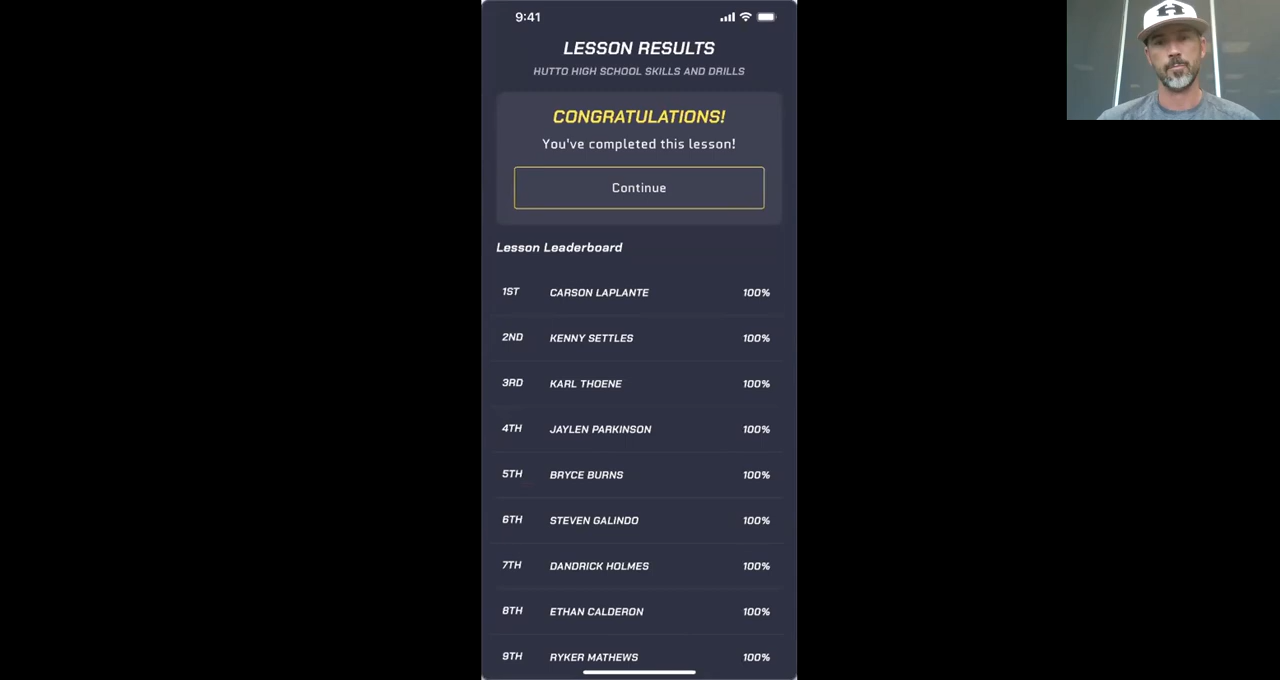 9:41
LESSON RESULTS
HUTTO HIGH SCHOOL SKILLS AND DRILLS
CONGRATULATIONS!
You've completed this lesson!
Continue
Lesson Leaderboard
1ST CARSON LAPLANTE 100%
2ND KENNY SETTLES 100%
3RD KARL THOENE 100%
4TH JAYLEN PARKINSON 100%
5TH BRYCE BURNS 100%
6TH STEVEN GALINDO 100%
7TH DANDRICK HOLMES 100%
8TH ETHAN CALDERON 100%
9TH RYKER MATHEWS 100%
H